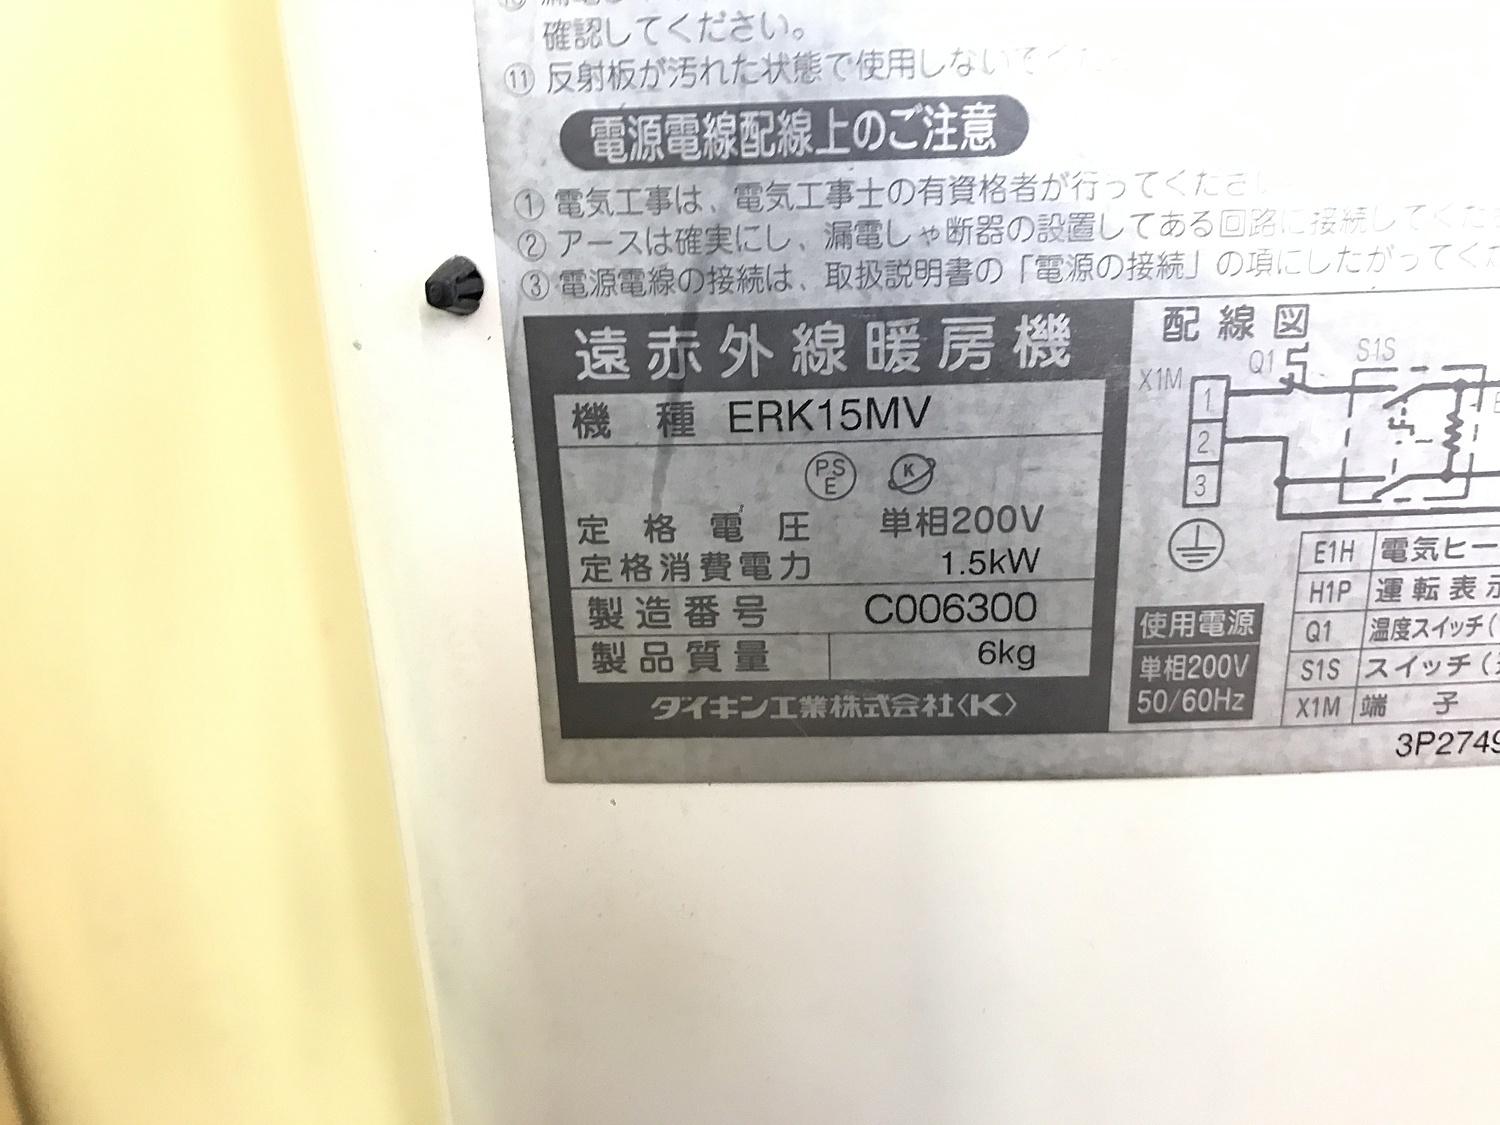 確認してください。
⑪ 反射板が汚れた状態で使用しないでくだ
電源電線配線上のご注意
① 電気工事は、電気工事士の有資格者が行ってくださ
② アースは確実にし、漏電しゃ断器の設置してある回路に接続してくださ
③ 電源電線の接続は、取扱説明書の「電源の接続」の項にしたがってくだ
遠赤外線暖房機
機種 ERK15MV
PSE K
定格電圧 単相200V
定格消費電力 1.5kW
製造番号 C006300
製品質量 6kg
ダイキン工業株式会社〈K〉
配線図
X1M Q1 S1S
1
2
3
使用電源
単相200V
50/60Hz
E1H 電気ヒー
H1P 運転表示
Q1 温度スイッチ(
S1S スイッチ(
X1M 端子
3P2749